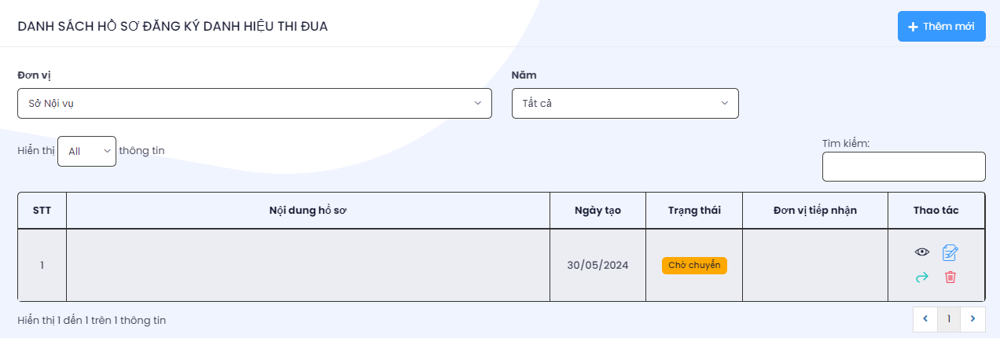 DANH SÁCH HỒ SƠ ĐĂNG KÝ DANH HIỆU THI ĐUA
Thêm mới
Đơn vị
Năm
Sở Nội vụ
Tất cả
Hiển thị All thông tin
Tìm kiếm:
STT Nội dung hồ sơ Ngày tạo Trạng thái Đơn vị tiếp nhận Thao tác
1 30/05/2024 Chờ chuyển
Hiển thị 1 đến 1 trên 1 thông tin
1